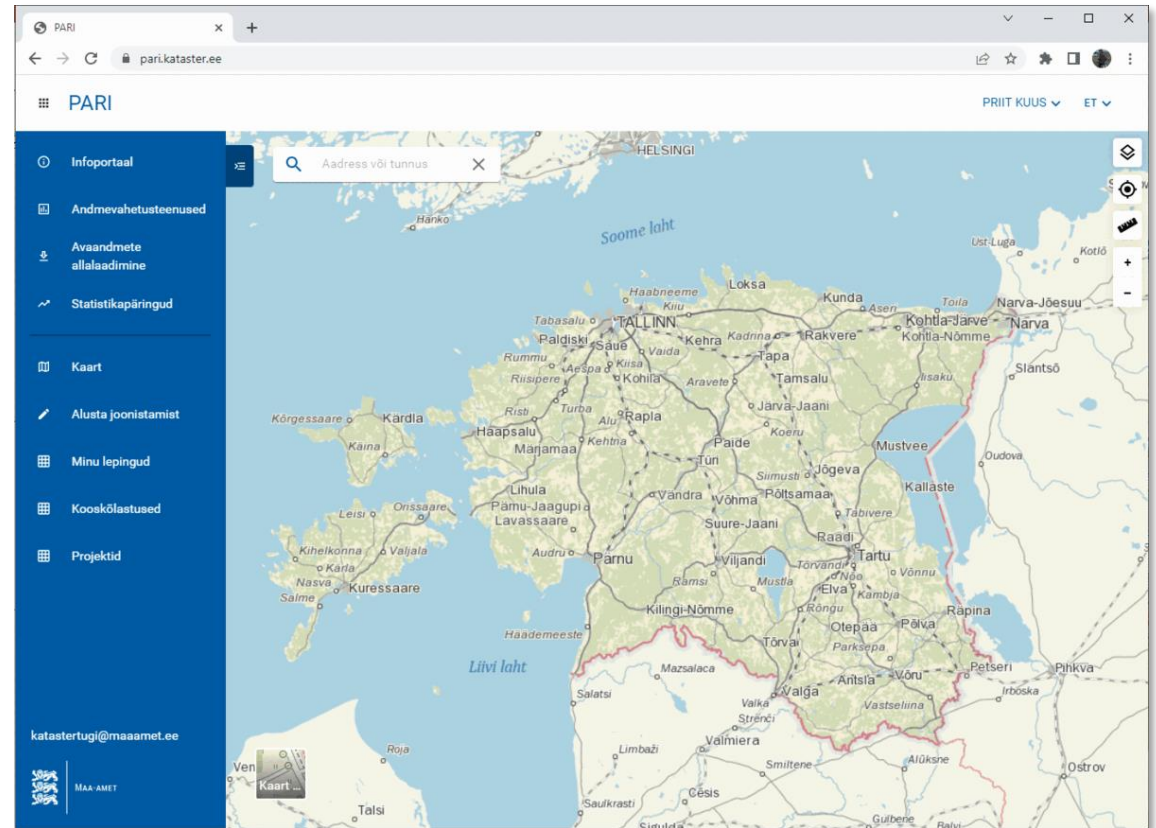 PARI
pari.kataster.ee
PARI
PRIIT KUUS
ET
Infoportaal
Andmevahetusteenused
Avaandmete
allalaadimine
Statistikapäringud
Kaart
Alusta joonistamist
Minu lepingud
Kooskõlastused
Projektid
katastertugi@maaamet.ee
MAA-AMET
Aadress või tunnus
HELSINGI
Hanko
Soome laht
Ust-Luga
Kotlõ
Haabneeme
Loksa
Kiiu
Kunda
Aseri
Toila
Narva-Jõesuu
Tabasalu
TALLINN
Kohtla-Järve
Narva
Paldiski
Saue
Kehra
Kadrina
Rakvere
Kohtla-Nõmme
Vaida
Rummu
Aespa
Kiisa
Tapa
Slantsõ
Riisipere
Kohila
Aravete
Tamsalu
Iisaku
Risti
Turba
Järva-Jaani
Kõrgessaare
Kärdla
Alu
Rapla
Haapsalu
Koeru
Käina
Märjamaa
Kehtna
Paide
Mustvee
Türi
Oudova
Siimusti
Jõgeva
Lihula
Kallaste
Orissaare
Pärnu-Jaagupi
Vändra
Võhma
Põltsamaa
Leisi
Lavassaare
Tabivere
Suure-Jaani
Raadi
Kihelkonna
Valjala
Audru
Pärnu
Viljandi
Tartu
Kärla
Tõrvandi
Nõo
Võnnu
Nasva
Kuressaare
Ramsi
Mustla
Elva
Kambja
Salme
Kilingi-Nõmme
Rõngu
Räpina
Otepää
Põlva
Häädemeeste
Tõrva
Parksepa
Liivi laht
Mazsalaca
Petseri
Pihkva
Antsla
Võru
Salatsi
Valga
Irboska
Valka
Vastseliina
Strenči
Valmiera
Roja
Limbaži
Alūksne
Smiltene
Ostrov
Ven
Kaart ...
Cēsis
Talsi
Saulkrasti
Gulbene
Balvi
Sigulda